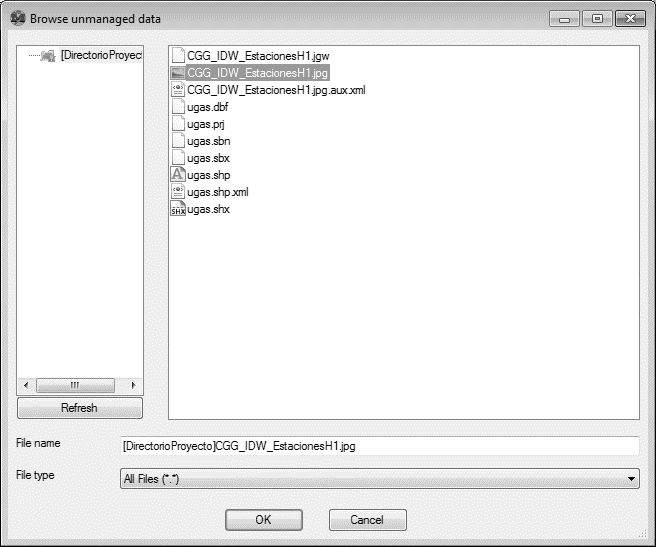 Browse unmanaged data
[DirectorioProyect
CGG_IDW_EstacionesH1.jgw
CGG_IDW_EstacionesH1.jpg
CGG_IDW_EstacionesH1.jpg.aux.xml
ugas.dbf
ugas.prj
ugas.sbn
ugas.sbx
ugas.shp
ugas.shp.xml
SHX ugas.shx
Refresh
File name [DirectorioProyecto]CGG_IDW_EstacionesH1.jpg
File type All Files (*.*)
OK Cancel